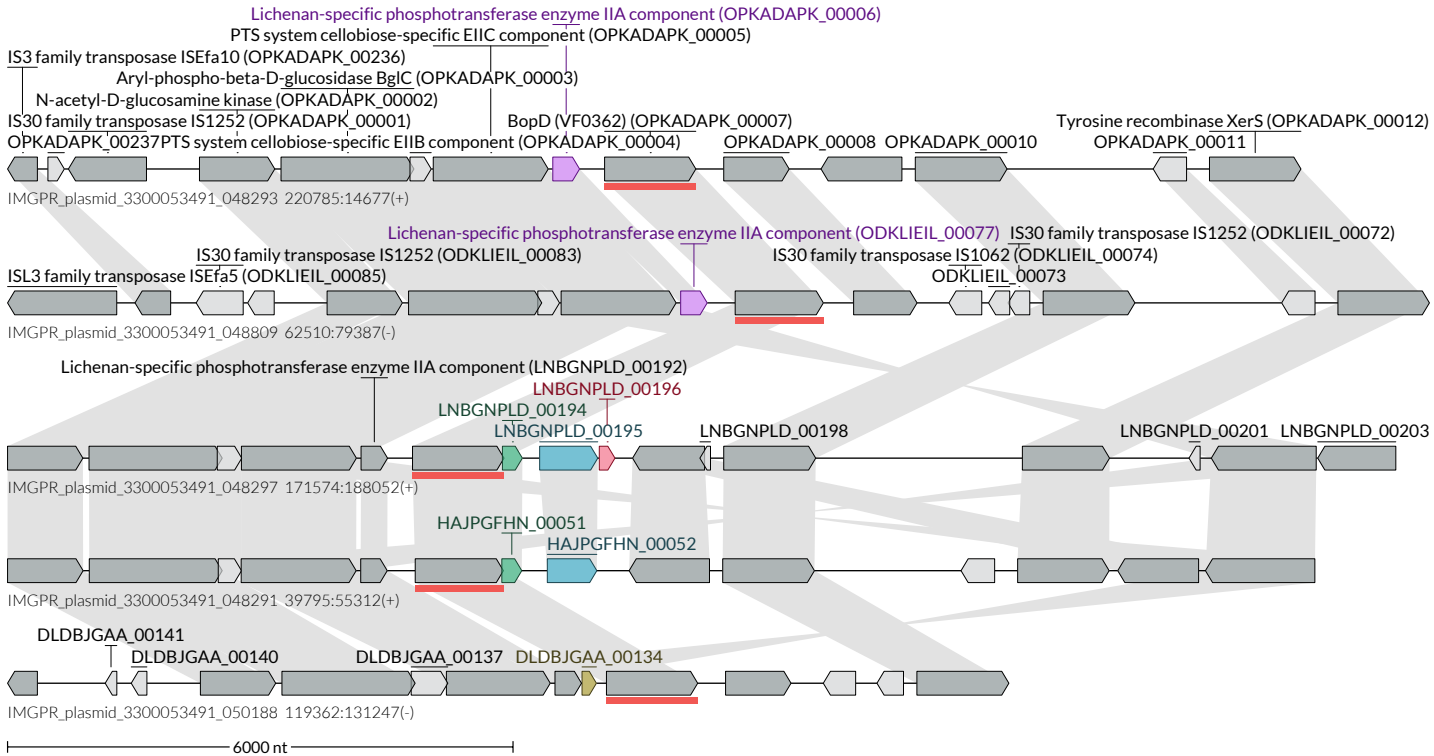 Lichenan-specific phosphotransferase enzyme IIA component (OPKADAPK_00006)
PTS system cellobiose-specific EIIC component (OPKADAPK_00005)
IS3 family transposase ISEfa10 (OPKADAPK_00236)
Aryl-phospho-beta-D-glucosidase BglC (OPKADAPK_00003)
N-acetyl-D-glucosamine kinase (OPKADAPK_00002)
IS30 family transposase IS1252 (OPKADAPK_00001) BopD (VF0362) (OPKADAPK_00007) Tyrosine recombinase XerS (OPKADAPK_00012)
OPKADAPK_00237 PTS system cellobiose-specific EIIB component (OPKADAPK_00004) OPKADAPK_00008 OPKADAPK_00010 OPKADAPK_00011
IMGPR_plasmid_3300053491_048293 220785:14677(+)
Lichenan-specific phosphotransferase enzyme IIA component (ODKLIEIL_00077) IS30 family transposase IS1252 (ODKLIEIL_00072)
IS30 family transposase IS1252 (ODKLIEIL_00083) IS30 family transposase IS1062 (ODKLIEIL_00074)
ISL3 family transposase ISEfa5 (ODKLIEIL_00085) ODKLIEIL_00073
IMGPR_plasmid_3300053491_048809 62510:79387(-)
Lichenan-specific phosphotransferase enzyme IIA component (LNBGNPLD_00192)
LNBGNPLD_00196
LNBGNPLD_00194
LNBGNPLD_00195 LNBGNPLD_00198 LNBGNPLD_00201 LNBGNPLD_00203
IMGPR_plasmid_3300053491_048297 171574:188052(+)
HAJPGFHN_00051
HAJPGFHN_00052
IMGPR_plasmid_3300053491_048291 39795:55312(+)
DLDBJGAA_00141
DLDBJGAA_00140 DLDBJGAA_00137 DLDBJGAA_00134
IMGPR_plasmid_3300053491_050188 119362:131247(-)
6000 nt